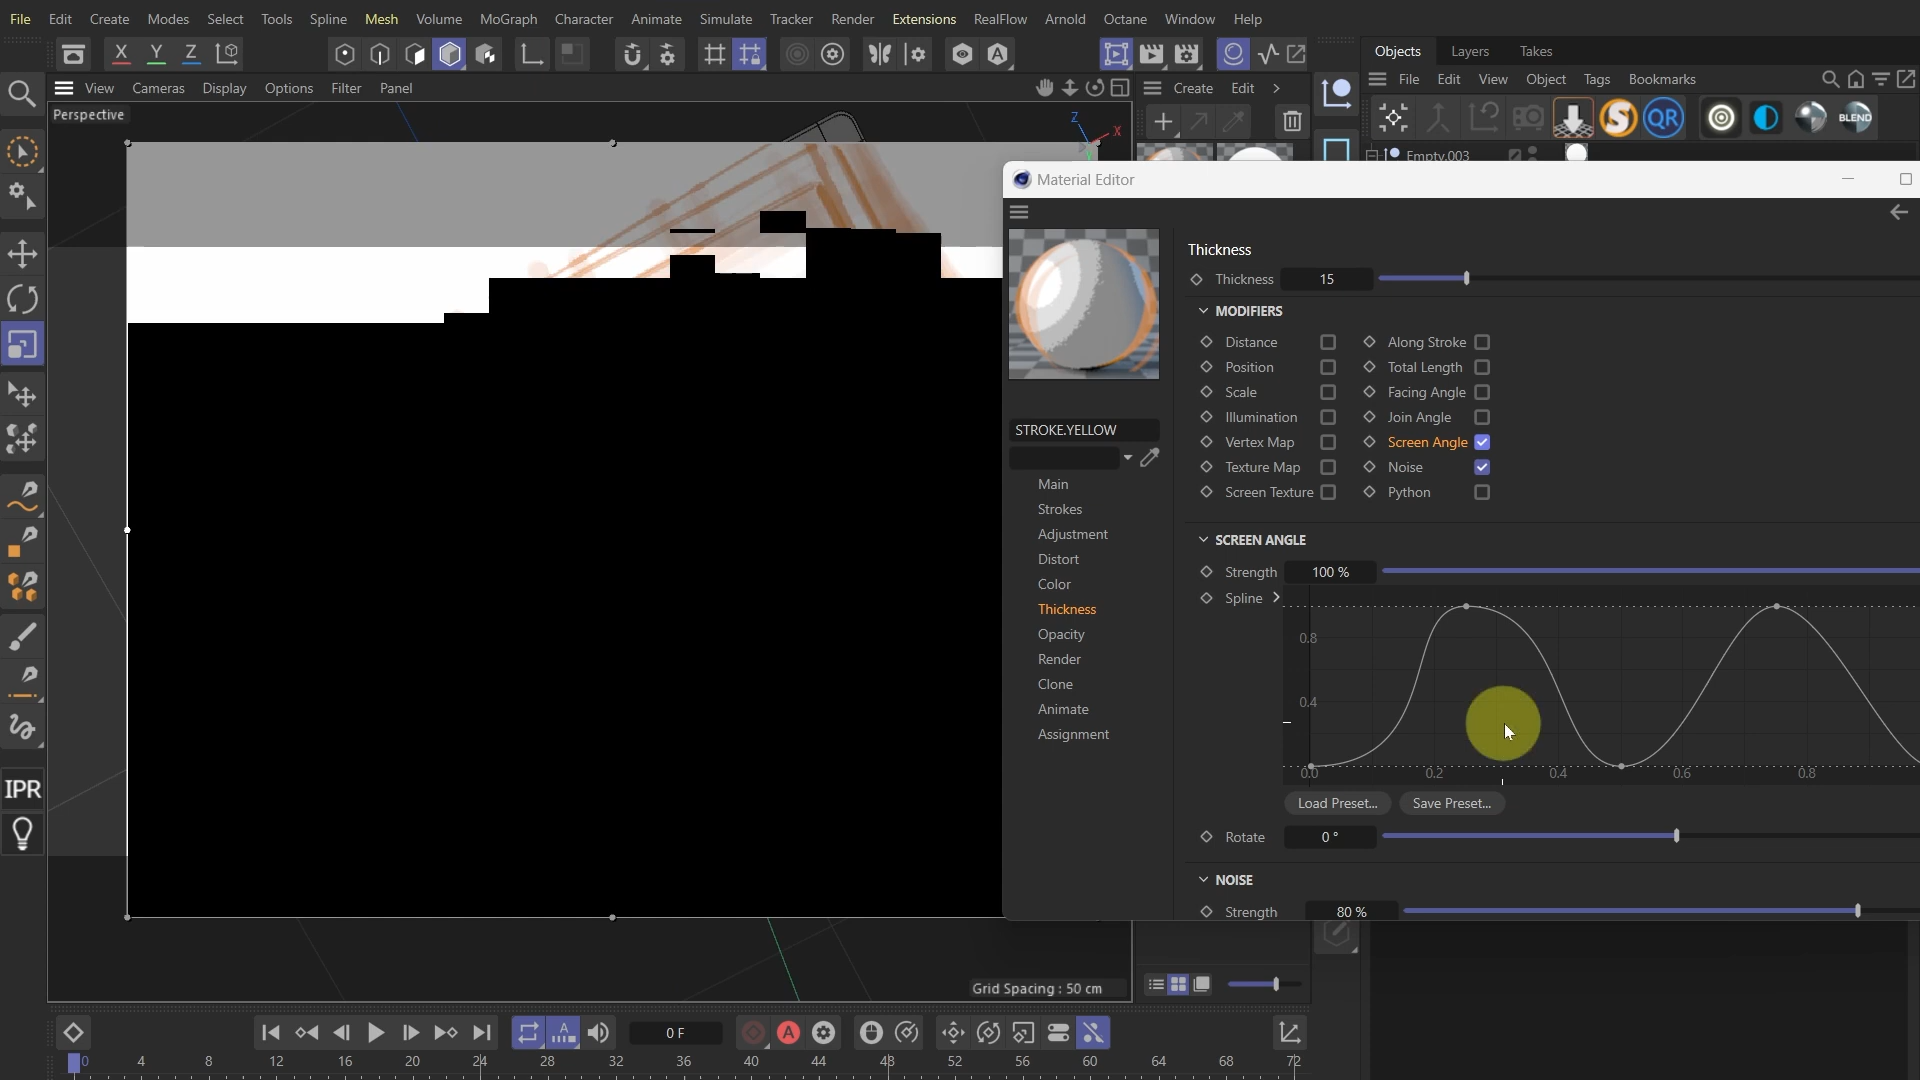 File Edit Create Modes Select Tools Spline Mesh Volume MoGraph Character Animate Simulate Tracker Render Extensions RealFlow Arnold Octane Window Help
X Y Z
Objects Layers Takes
File Edit View Object Tags Bookmarks
View Cameras Display Options Filter Panel
Create Edit
QR BLEND
Perspective
Z X
Empty.003
Material Editor
Thickness
Thickness 15
MODIFIERS
Distance Along Stroke
Position Total Length
Scale Facing Angle
Illumination Join Angle
Vertex Map Screen Angle
Texture Map Noise
Screen Texture Python
STROKE.YELLOW
Main
Strokes
Adjustment
Distort
Color
Thickness
Opacity
Render
Clone
Animate
Assignment
SCREEN ANGLE
Strength 100 %
Spline
0.8
0.4
0.0 0.2 0.4 0.6 0.8
Load Preset... Save Preset...
Rotate 0 °
NOISE
Strength 80 %
IPR
Grid Spacing : 50 cm
0 F
0 4 8 12 16 20 24 28 32 36 40 44 48 52 56 60 64 68 72